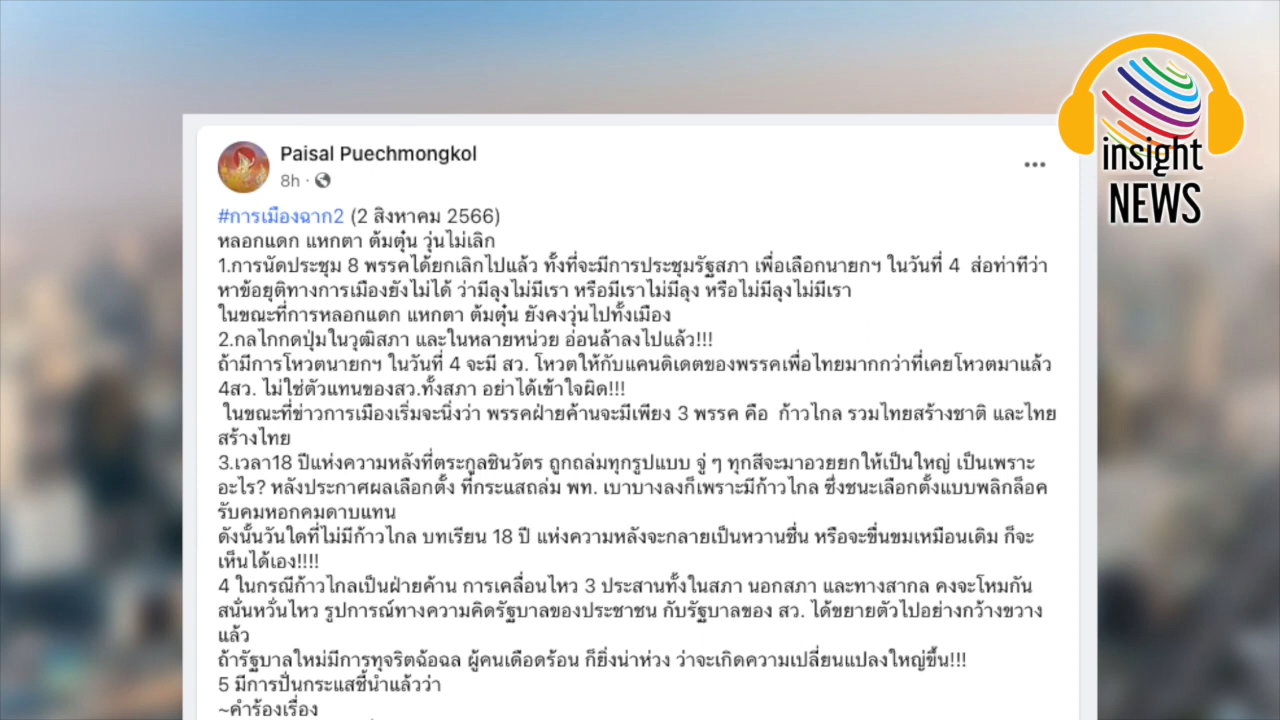 insight
NEWS
Paisal Puechmongkol
8h ·
#การเมืองฉาก2 (2 สิงหาคม 2566)
หลอกแดก แหกตา ต้มตุ๋น วุ่นไม่เลิก
1.การนัดประชุม 8 พรรคได้ยกเลิกไปแล้ว ทั้งที่จะมีการประชุมรัฐสภา เพื่อเลือกนายกฯ ในวันที่ 4 ส่อท่าทีว่า
หาข้อยุติทางการเมืองยังไม่ได้ ว่ามีลุงไม่มีเรา หรือมีเราไม่มีลุง หรือไม่มีลุงไม่มีเรา
ในขณะที่การหลอกแดก แหกตา ต้มตุ๋น ยังคงวุ่นไปทั้งเมือง
2.กลไกกดปุ่มในวุฒิสภา และในหลายหน่วย อ่อนล้าลงไปแล้ว!!!
ถ้ามีการโหวตนายกฯ ในวันที่ 4 จะมี สว. โหวตให้กับแคนดิเดตของพรรคเพื่อไทยมากกว่าที่เคยโหวตมาแล้ว
4สว. ไม่ใช่ตัวแทนของสว.ทั้งสภา อย่าได้เข้าใจผิด!!!
ในขณะที่ข่าวการเมืองเริ่มจะนิ่งว่า พรรคฝ่ายค้านจะมีเพียง 3 พรรค คือ ก้าวไกล รวมไทยสร้างชาติ และไทย
สร้างไทย
3.เวลา18 ปีแห่งความหลังที่ตระกูลชินวัตร ถูกถล่มทุกรูปแบบ จู่ ๆ ทุกสีจะมาอวยยกให้เป็นใหญ่ เป็นเพราะ
อะไร? หลังประกาศผลเลือกตั้ง ที่กระแสถล่ม พท. เบาบางลงก็เพราะมีก้าวไกล ซึ่งชนะเลือกตั้งแบบพลิกล็อค
รับคมหอกคมดาบแทน
ดังนั้นวันใดที่ไม่มีก้าวไกล บทเรียน 18 ปี แห่งความหลังจะกลายเป็นหวานชื่น หรือจะขื่นขมเหมือนเดิม ก็จะ
เห็นได้เอง!!!!
4 ในกรณีก้าวไกลเป็นฝ่ายค้าน การเคลื่อนไหว 3 ประสานทั้งในสภา นอกสภา และทางสากล คงจะโหมกัน
สนั่นหวั่นไหว รูปการณ์ทางความคิดรัฐบาลของประชาชน กับรัฐบาลของ สว. ได้ขยายตัวไปอย่างกว้างขวาง
แล้ว
ถ้ารัฐบาลใหม่มีการทุจริตฉ้อฉล ผู้คนเดือดร้อน ก็ยิ่งน่าห่วง ว่าจะเกิดความเปลี่ยนแปลงใหญ่ขึ้น!!!
5 มีการปั่นกระแสชี้นำแล้วว่า
~คำร้องเรื่อง